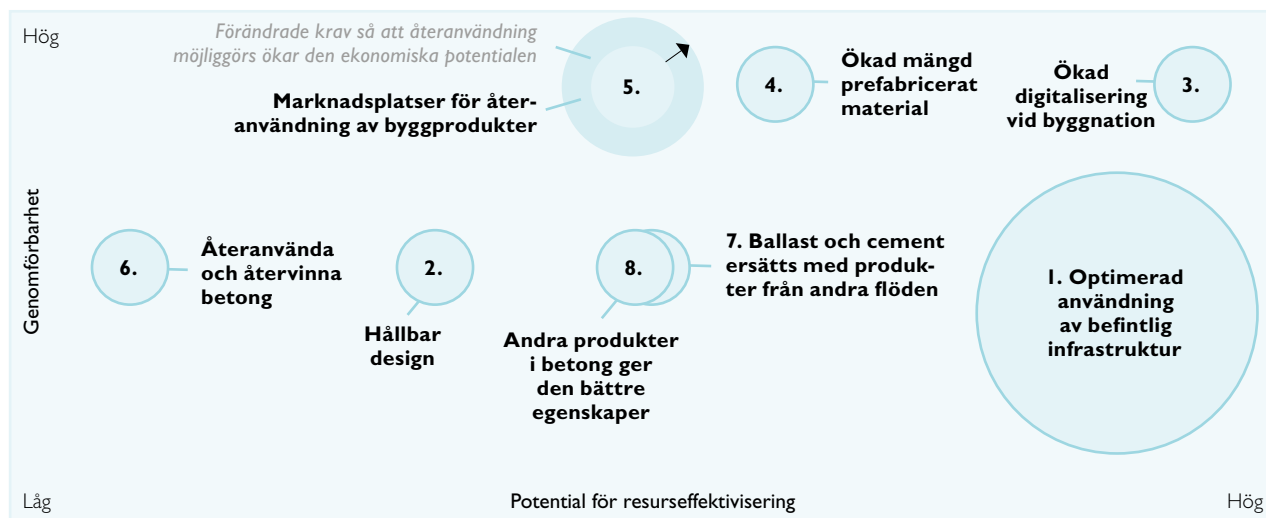 Hög
Förändrade krav så att återanvändning
möjliggörs ökar den ekonomiska potentialen
Marknadsplatser för åter-
användning av byggprodukter
5.
4.
Ökad mängd
prefabricerat
material
Ökad
digitalisering
vid byggnation
3.
Genomförbarhet
6.
Återanvända
och återvinna
betong
2.
Hållbar
design
8.
Andra produkter
i betong ger
den bättre
egenskaper
7. Ballast och cement
ersätts med produk-
ter från andra flöden
1. Optimerad
användning
av befintlig
infrastruktur
Låg
Potential för resurseffektivisering
Hög